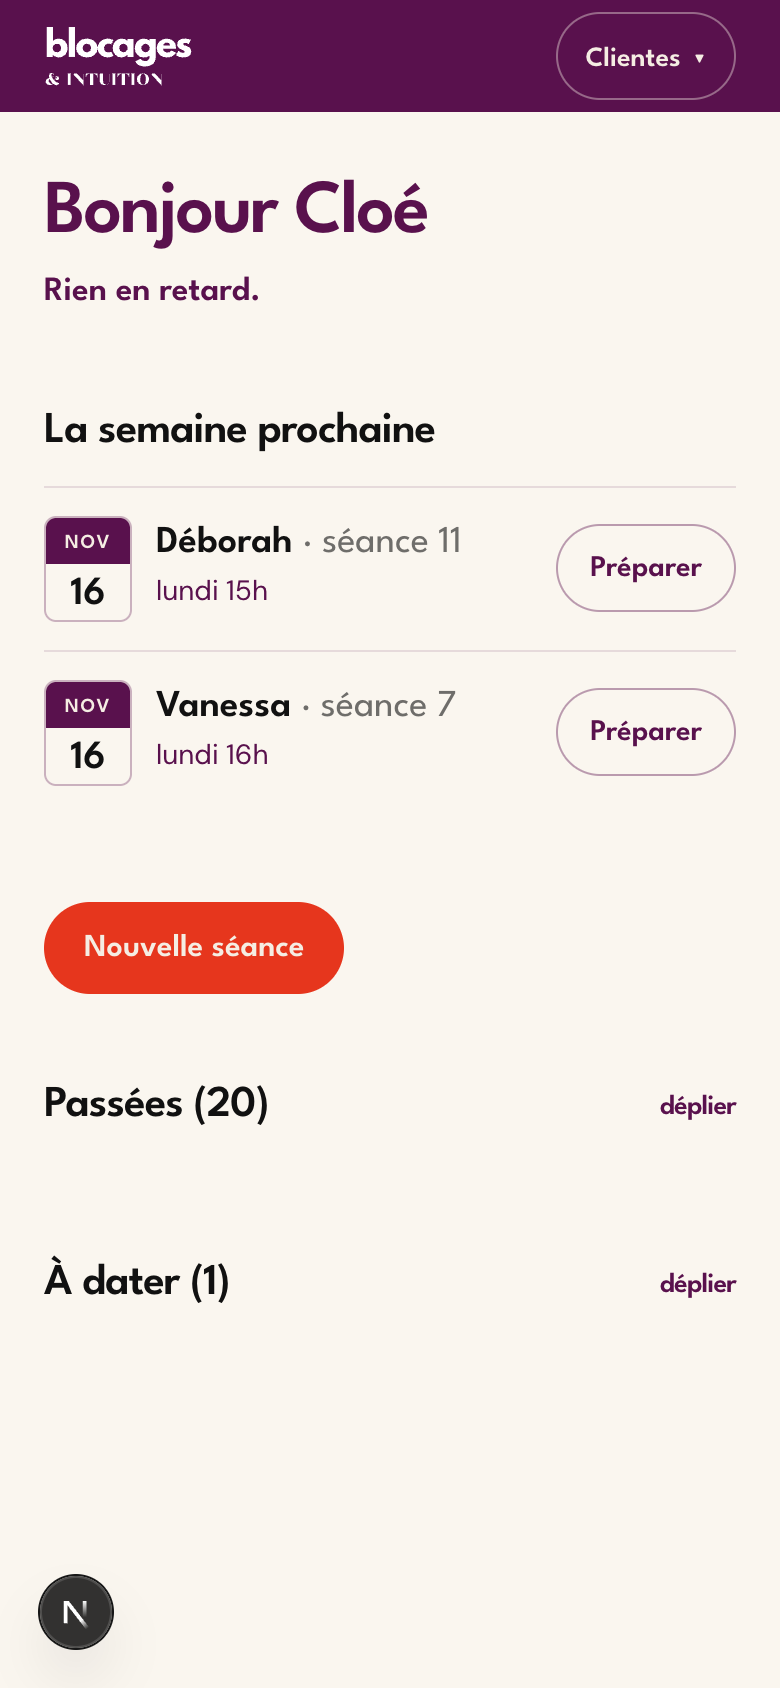 blocages
& INTUITION
Clientes ▾
Bonjour Cloé
Rien en retard.
La semaine prochaine
NOV
16
Déborah · séance 11
lundi 15h
Préparer
NOV
16
Vanessa · séance 7
lundi 16h
Préparer
Nouvelle séance
Passées (20)
déplier
À dater (1)
déplier
N